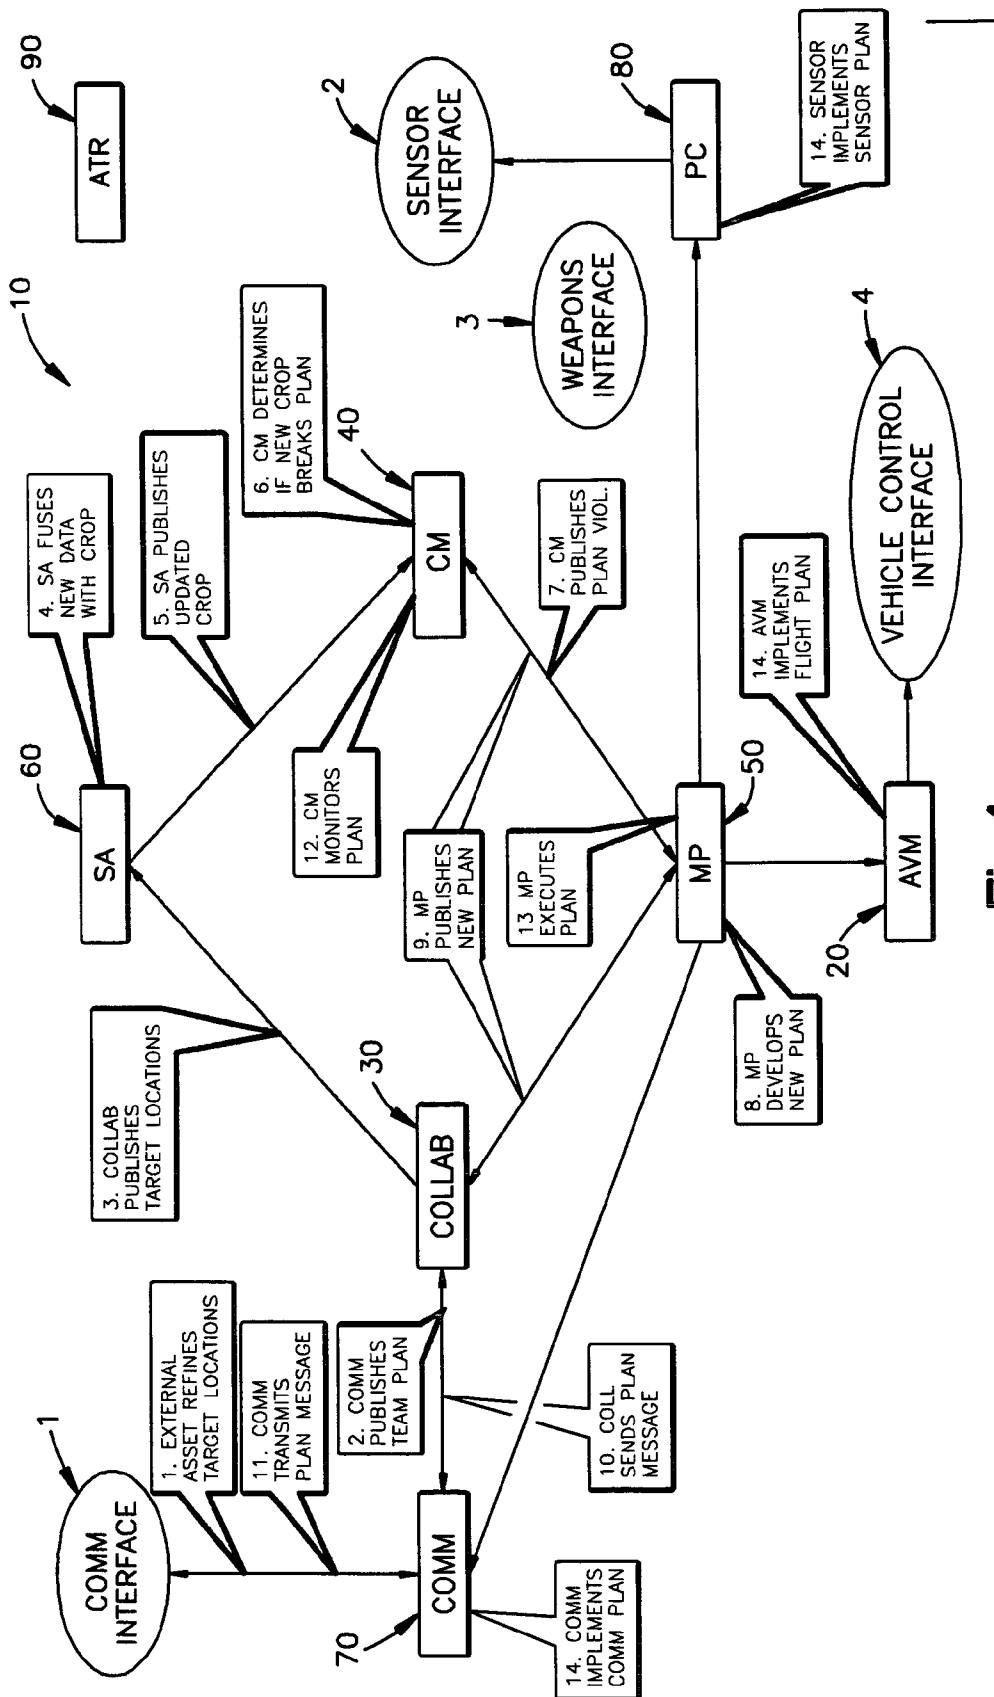 10
90
ATR
60
SA
4. SA FUSES
NEW DATA
WITH CROP
5. SA PUBLISHES
UPDATED
CROP
6. CM DETERMINES
IF NEW CROP
BREAKS PLAN
40
CM
2
SENSOR
INTERFACE
3
WEAPONS
INTERFACE
80
PC
14. SENSOR
IMPLEMENTS
SENSOR PLAN
4
VEHICLE CONTROL
INTERFACE
3. COLLAB
PUBLISHES
TARGET LOCATIONS
12. CM
MONITORS
PLAN
7. CM
PUBLISHES
PLAN VIOL.
9. MP
PUBLISHES
NEW PLAN
13 MP
EXECUTES
PLAN
MP
50
14. AVM
IMPLEMENTS
FLIGHT PLAN
8. MP
DEVELOPS
NEW PLAN
20
AVM
30
COLLAB
1
COMM
INTERFACE
1. EXTERNAL
ASSET REFINES
TARGET LOCATIONS
11. COMM
TRANSMITS
PLAN MESSAGE
2. COMM
PUBLISHES
TEAM PLAN
10. COLL
SENDS PLAN
MESSAGE
70
COMM
14. COMM
IMPLEMENTS
COMM PLAN